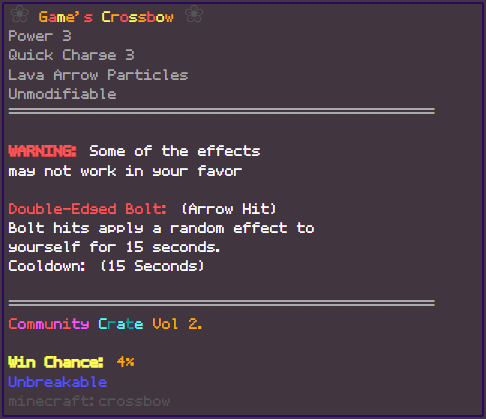 ❀ Game's Crossbow ❀
Power 3
Quick Charge 3
Lava Arrow Particles
Unmodifiable
WARNING: Some of the effects
may not work in your favor
Double-Edged Bolt: (Arrow Hit)
Bolt hits apply a random effect to
yourself for 15 seconds.
Cooldown: (15 Seconds)
Community Crate Vol 2.
Win Chance: 4%
Unbreakable
minecraft:crossbow